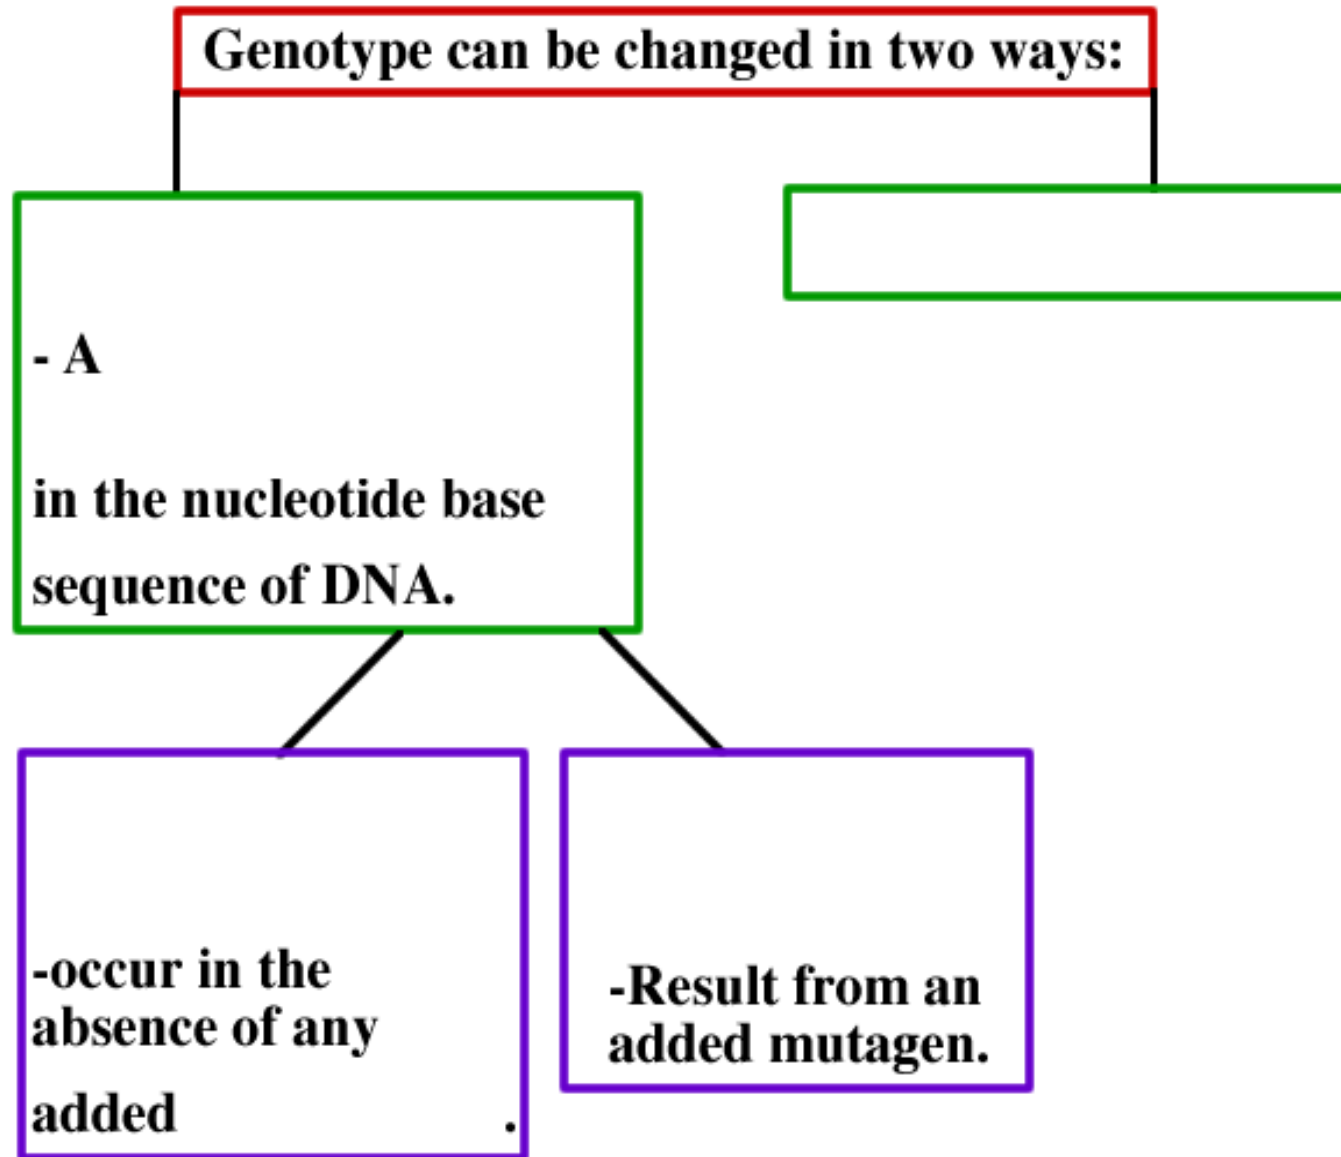 Genotype can be changed in two ways:
- A
in the nucleotide base
sequence of DNA.
-occur in the
absence of any
added .
-Result from an
added mutagen.